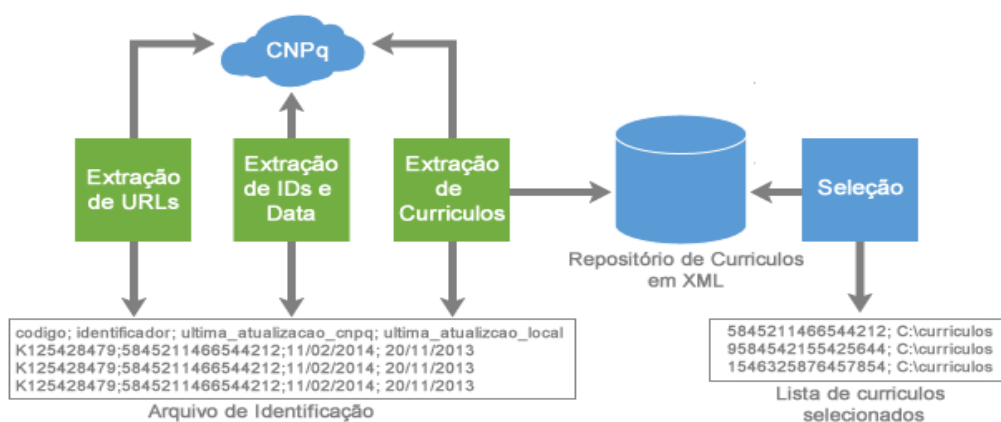 CNPq
Extração
de URLs
Extração
de IDs e
Data
Extração
de
Curriculos
Seleção
Repositório de Curriculos
em XML
codigo; identificador; ultima_atualizacao_cnpq; ultima_atualizcao_local
K125428479;5845211466544212;11/02/2014; 20/11/2013
K125428479;5845211466544212;11/02/2014; 20/11/2013
K125428479;5845211466544212;11/02/2014; 20/11/2013
Arquivo de Identificação
5845211466544212; C:\curriculos
9584542155425644; C:\curriculos
1546325876457854; C:\curriculos
Lista de curriculos
selecionados